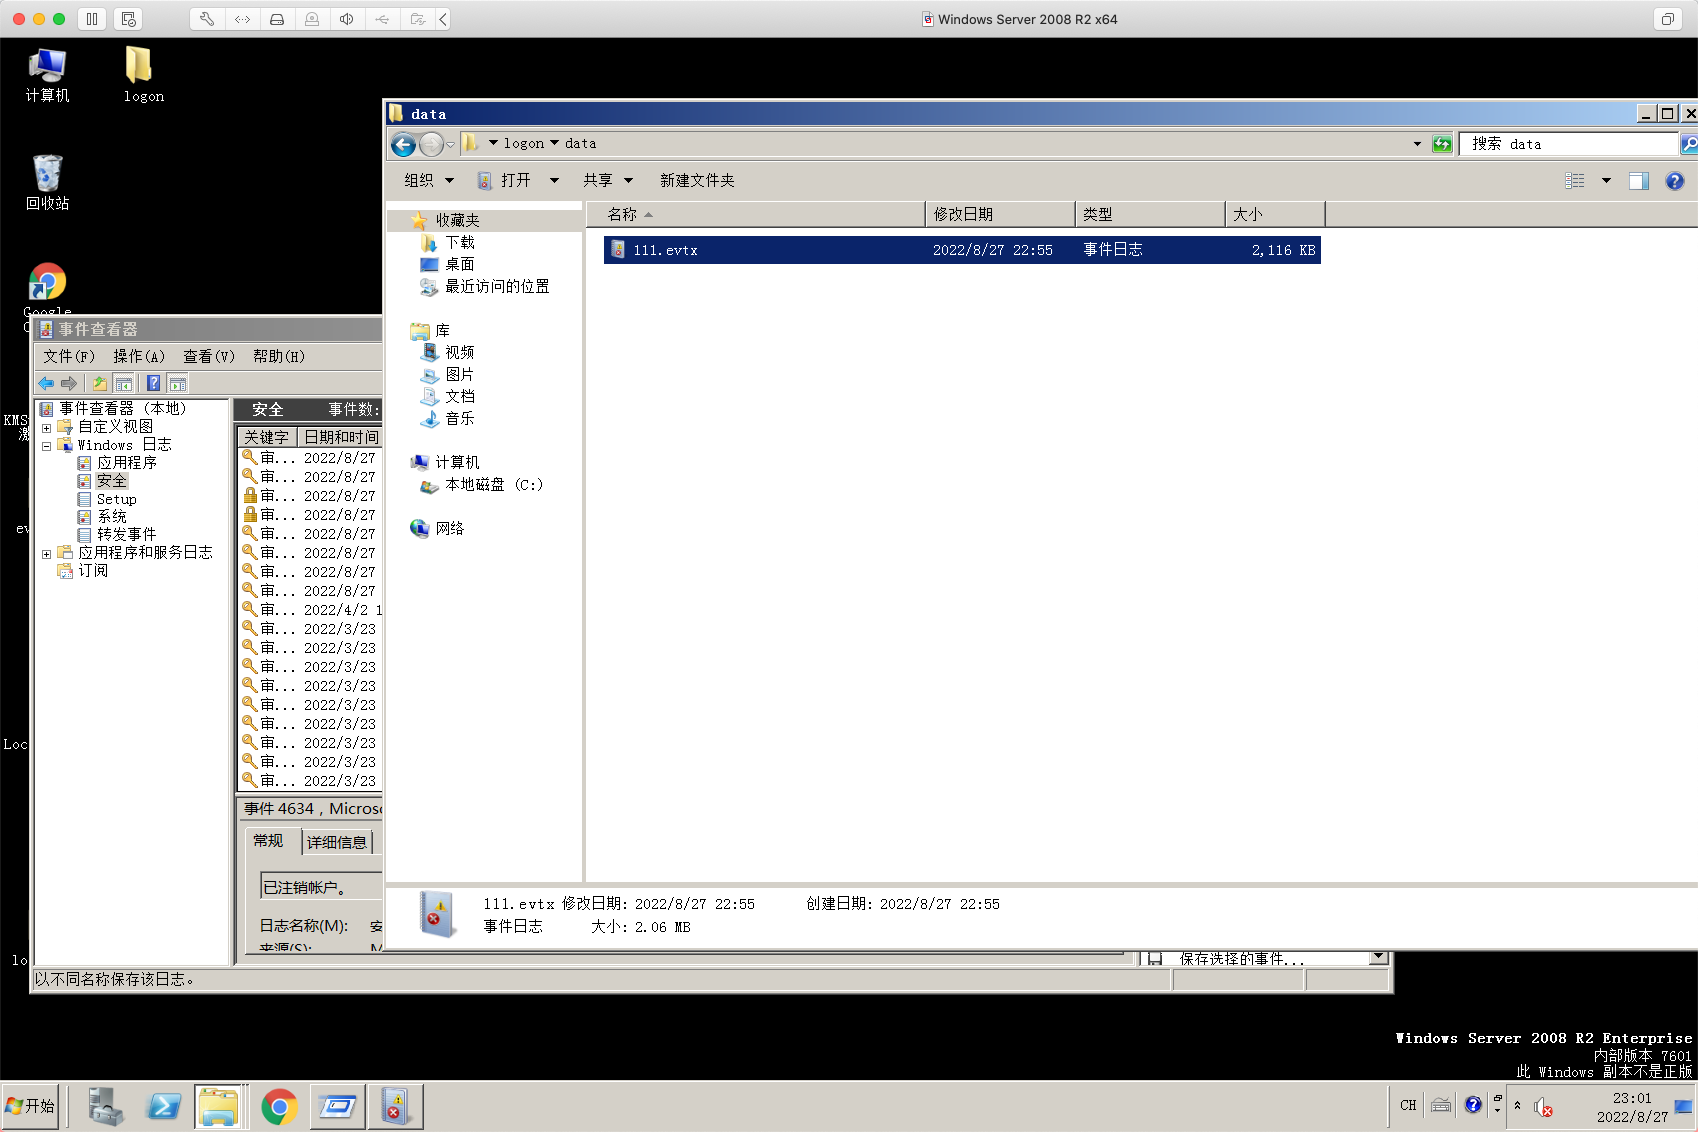 Windows Server 2008 R2 x64
计算机
logon
回收站
Google
data
logon
data
搜索 data
组织
打开
共享
新建文件夹
收藏夹
下载
桌面
最近访问的位置
库
视频
图片
文档
音乐
计算机
本地磁盘 (C:)
网络
名称
修改日期
类型
大小
111.evtx
2022/8/27 22:55
事件日志
2,116 KB
111.evtx 修改日期: 2022/8/27 22:55
创建日期: 2022/8/27 22:55
事件日志
大小: 2.06 MB
事件查看器
文件(F) 操作(A) 查看(V) 帮助(H)
事件查看器 (本地)
自定义视图
Windows 日志
应用程序
安全
Setup
系统
转发事件
应用程序和服务日志
订阅
安全 事件数:
关键字 日期和时间
审... 2022/8/27
审... 2022/8/27
审... 2022/8/27
审... 2022/8/27
审... 2022/8/27
审... 2022/8/27
审... 2022/8/27
审... 2022/8/27
审... 2022/4/2 1
审... 2022/3/23
审... 2022/3/23
审... 2022/3/23
审... 2022/3/23
审... 2022/3/23
审... 2022/3/23
审... 2022/3/23
审... 2022/3/23
审... 2022/3/23
事件 4634，Microso
常规
详细信息
已注销帐户。
日志名称(M): 安
来源(S): M
保存选择的事件...
以不同名称保存该日志。
KMS
激
ev
Loc
lo
Windows Server 2008 R2 Enterprise
内部版本 7601
此 Windows 副本不是正版
开始
CH
23:01
2022/8/27